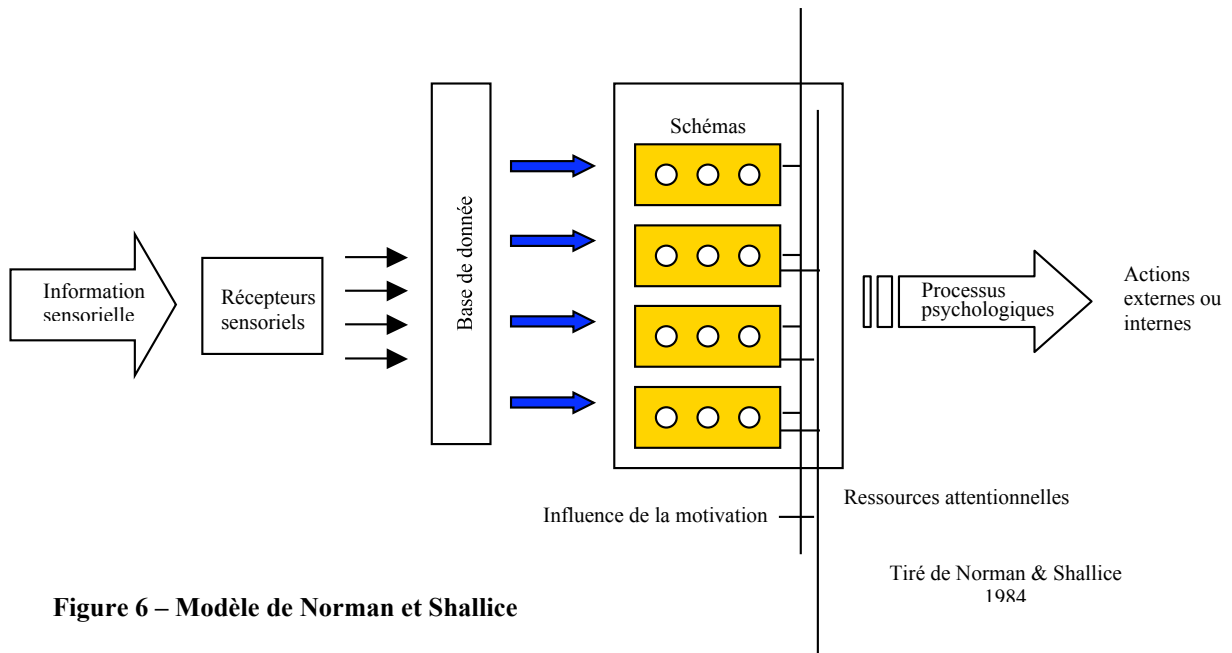 Schémas
Base de donnée
Information
sensorielle
Récepteurs
sensoriels
Processus
psychologiques
Actions
externes ou
internes
Ressources attentionnelles
Influence de la motivation
Tiré de Norman & Shallice
1984
Figure 6 – Modèle de Norman et Shallice